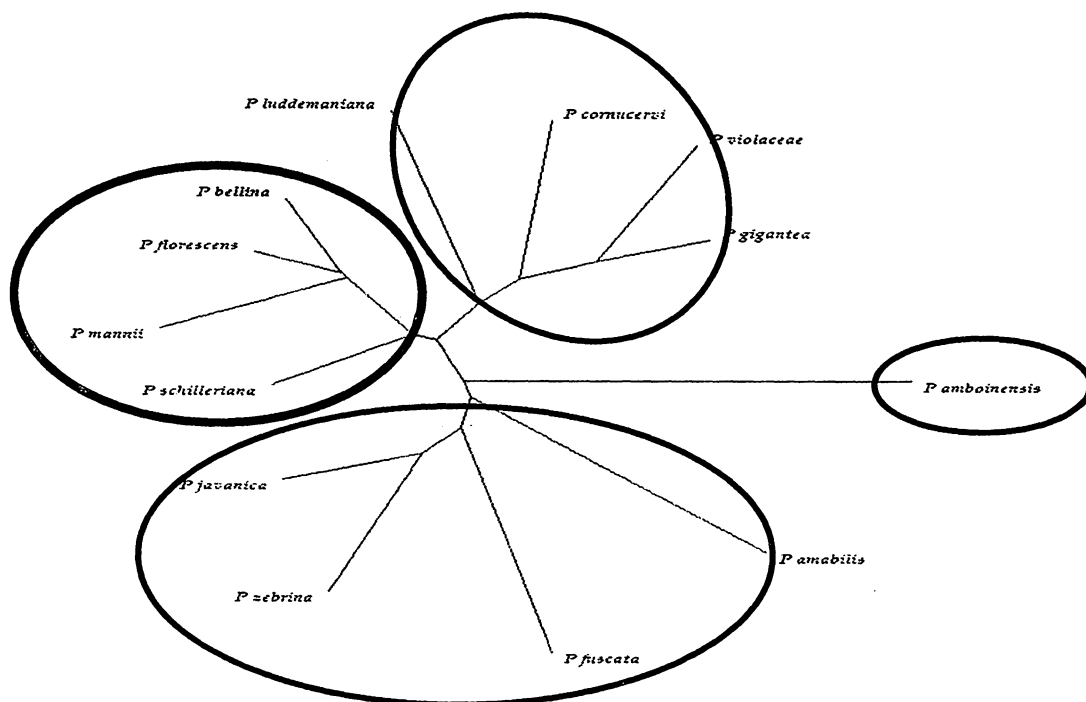 P luddemaniana
P cornucervi
P violaceae
P bellina
P gigantea
P florescens
P mannii
P schilleriana
P amboinensis
P javanica
P amabilis
P zebrina
P fuscata